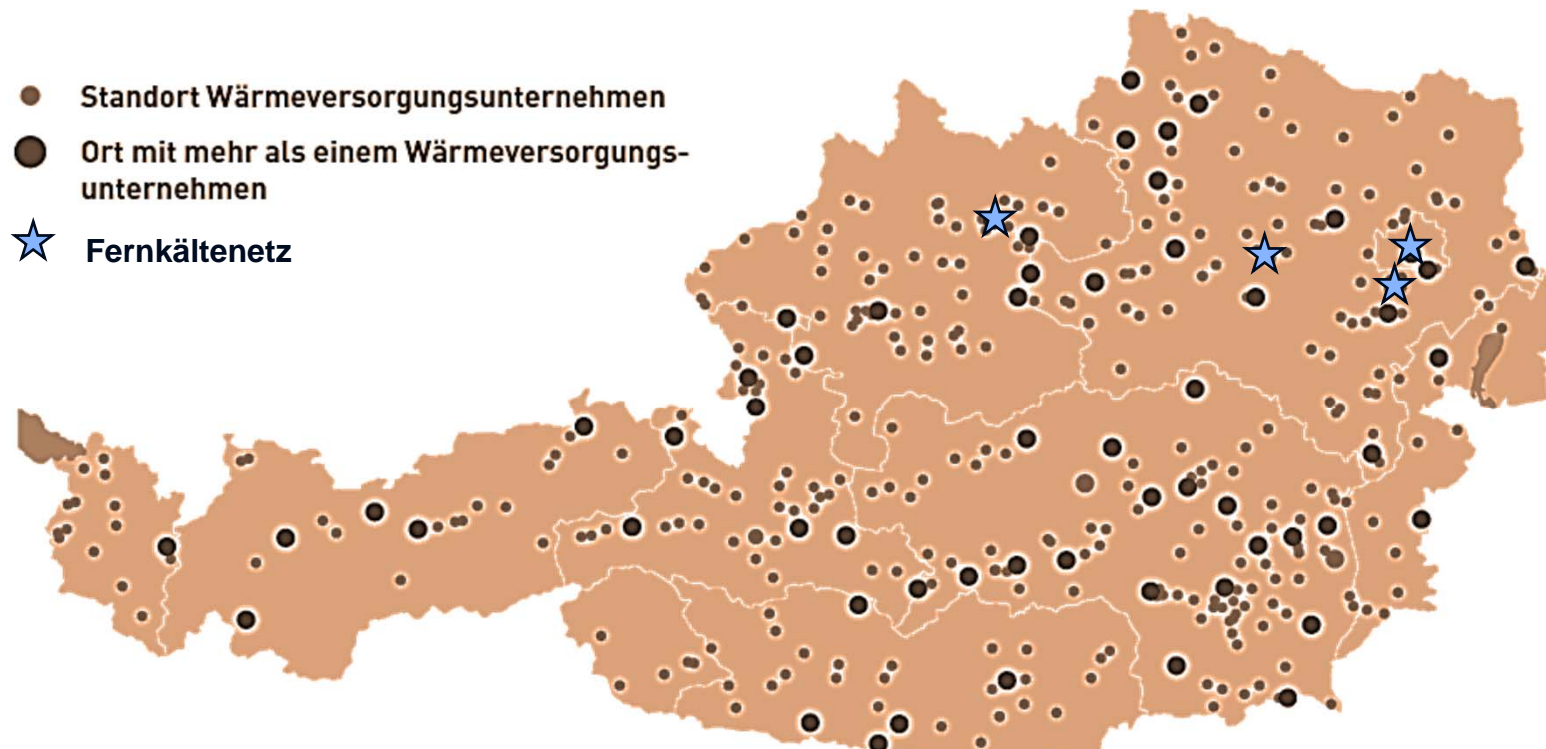 Standort Wärmeversorgungsunternehmen
Ort mit mehr als einem Wärmeversorgungs-
unternehmen
Fernkältenetz